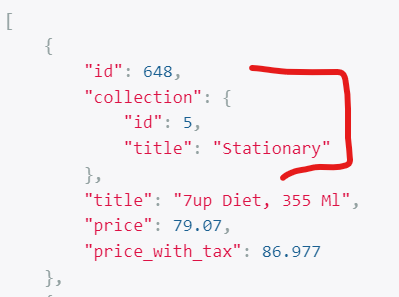 [
{
"id": 648,
"collection": {
"id": 5,
"title": "Stationary"
},
"title": "7up Diet, 355 Ml",
"price": 79.07,
"price_with_tax": 86.977
},